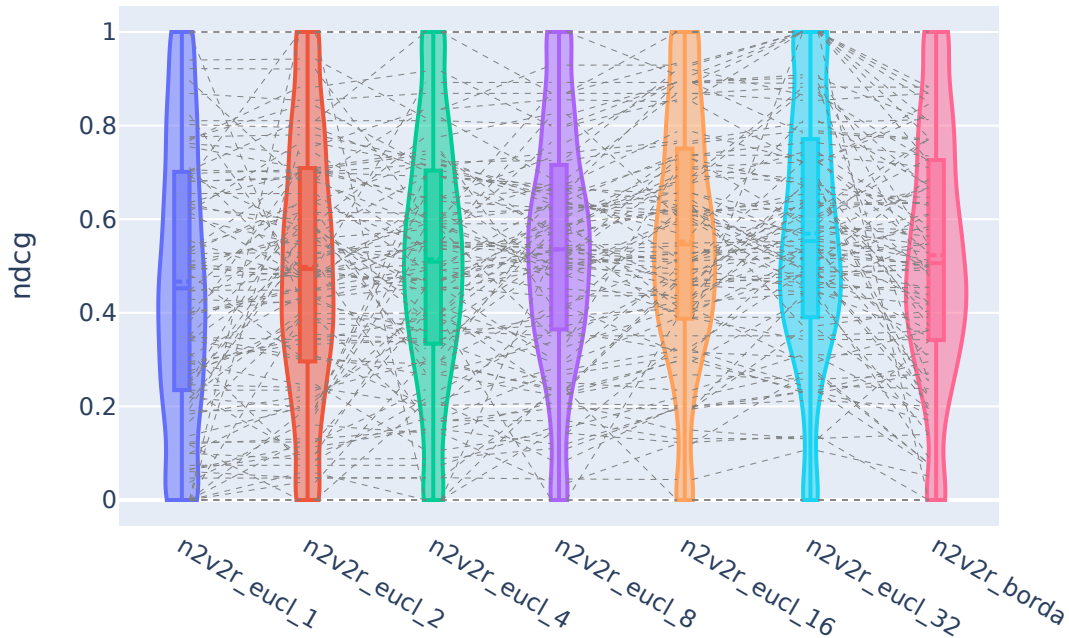 1
0.8
0.6
0.4
0.2
0
ndcg
n2v2r_eucl_1
n2v2r_eucl_2
n2v2r_eucl_4
n2v2r_eucl_8
n2v2r_eucl_16
n2v2r_eucl_32
n2v2r_borda